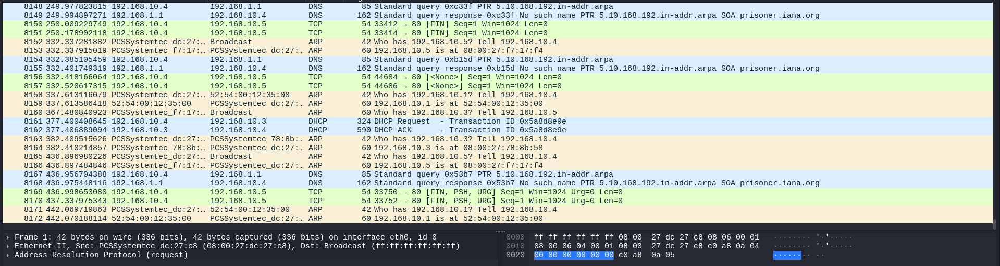 8148 249.977823815 192.168.10.4 192.168.1.1 DNS 85 Standard query 0xc33f PTR 5.10.168.192.in-addr.arpa
8149 249.994897271 192.168.1.1 192.168.10.4 DNS 162 Standard query response 0xc33f No such name PTR 5.10.168.192.in-addr.arpa SOA prisoner.iana.org
8150 250.009229749 192.168.10.4 192.168.10.5 TCP 54 33412 → 80 [FIN] Seq=1 Win=1024 Len=0
8151 250.178902118 192.168.10.4 192.168.10.5 TCP 54 33414 → 80 [FIN] Seq=1 Win=1024 Len=0
8152 332.337281882 PCSSystemtec_dc:27:… Broadcast ARP 42 Who has 192.168.10.5? Tell 192.168.10.4
8153 332.337915019 PCSSystemtec_f7:17:… PCSSystemtec_dc:27:… ARP 60 192.168.10.5 is at 08:00:27:f7:17:f4
8154 332.385105459 192.168.10.4 192.168.1.1 DNS 85 Standard query 0xb15d PTR 5.10.168.192.in-addr.arpa
8155 332.401749319 192.168.1.1 192.168.10.4 DNS 162 Standard query response 0xb15d No such name PTR 5.10.168.192.in-addr.arpa SOA prisoner.iana.org
8156 332.418166064 192.168.10.4 192.168.10.5 TCP 54 44684 → 80 [<None>] Seq=1 Win=1024 Len=0
8157 332.520617315 192.168.10.4 192.168.10.5 TCP 54 44686 → 80 [<None>] Seq=1 Win=1024 Len=0
8158 337.613116079 PCSSystemtec_dc:27:… 52:54:00:12:35:00 ARP 42 Who has 192.168.10.1? Tell 192.168.10.4
8159 337.613586418 52:54:00:12:35:00 PCSSystemtec_dc:27:… ARP 60 192.168.10.1 is at 52:54:00:12:35:00
8160 367.480840923 PCSSystemtec_f7:17:… Broadcast ARP 60 Who has 192.168.10.3? Tell 192.168.10.5
8161 377.400408645 192.168.10.4 192.168.10.3 DHCP 324 DHCP Request - Transaction ID 0x5a8d8e9e
8162 377.406889094 192.168.10.3 192.168.10.4 DHCP 590 DHCP ACK - Transaction ID 0x5a8d8e9e
8163 382.409515626 PCSSystemtec_dc:27:… PCSSystemtec_78:8b:… ARP 42 Who has 192.168.10.3? Tell 192.168.10.4
8164 382.410214857 PCSSystemtec_78:8b:… PCSSystemtec_dc:27:… ARP 60 192.168.10.3 is at 08:00:27:78:8b:58
8165 436.896980226 PCSSystemtec_dc:27:… Broadcast ARP 42 Who has 192.168.10.5? Tell 192.168.10.4
8166 436.897484846 PCSSystemtec_f7:17:… PCSSystemtec_dc:27:… ARP 60 192.168.10.5 is at 08:00:27:f7:17:f4
8167 436.956704388 192.168.10.4 192.168.1.1 DNS 85 Standard query 0x53b7 PTR 5.10.168.192.in-addr.arpa
8168 436.975448116 192.168.1.1 192.168.10.4 DNS 162 Standard query response 0x53b7 No such name PTR 5.10.168.192.in-addr.arpa SOA prisoner.iana.org
8169 436.998653080 192.168.10.4 192.168.10.5 TCP 54 33750 → 80 [FIN, PSH, URG] Seq=1 Win=1024 Urg=0 Len=0
8170 437.337975343 192.168.10.4 192.168.10.5 TCP 54 33752 → 80 [FIN, PSH, URG] Seq=1 Win=1024 Urg=0 Len=0
8171 442.069719863 PCSSystemtec_dc:27:… 52:54:00:12:35:00 ARP 42 Who has 192.168.10.1? Tell 192.168.10.4
8172 442.070188114 52:54:00:12:35:00 PCSSystemtec_dc:27:… ARP 60 192.168.10.1 is at 52:54:00:12:35:00
Frame 1: 42 bytes on wire (336 bits), 42 bytes captured (336 bits) on interface eth0, id 0
Ethernet II, Src: PCSSystemtec_dc:27:c8 (08:00:27:dc:27:c8), Dst: Broadcast (ff:ff:ff:ff:ff:ff)
Address Resolution Protocol (request)
0000 ff ff ff ff ff ff 08 00 27 dc 27 c8 08 06 00 01 ········ '·'·····
0010 08 00 06 04 00 01 08 00 27 dc 27 c8 c0 a8 0a 04 ········ '·'·····
0020 00 00 00 00 00 00 c0 a8 0a 05 ········ ··